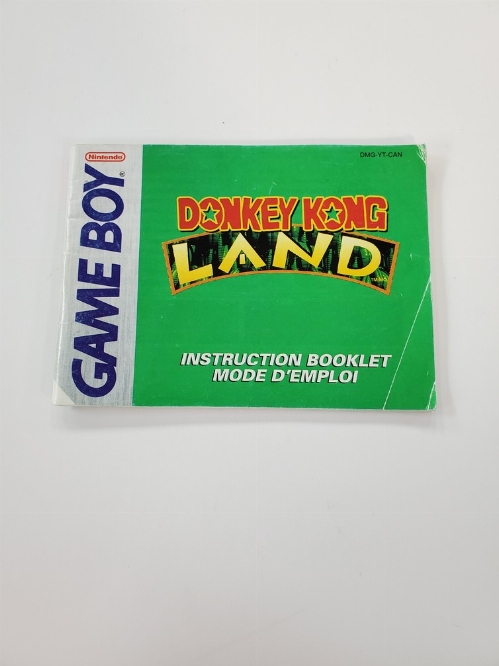 Nintendo
GAME BOY®
DMG-YT-CAN
DONKEY KONG
LAND
INSTRUCTION BOOKLET
MODE D'EMPLOI